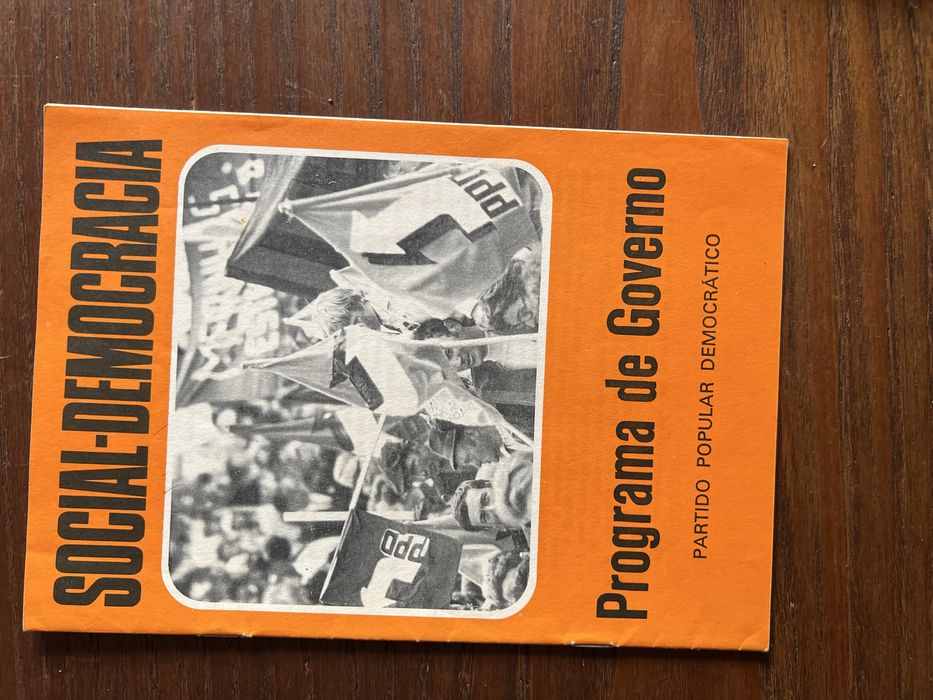 SOCIAL-DEMOCRACIA
ppd
ppd
Programa de Governo
PARTIDO POPULAR DEMOCRÁTICO